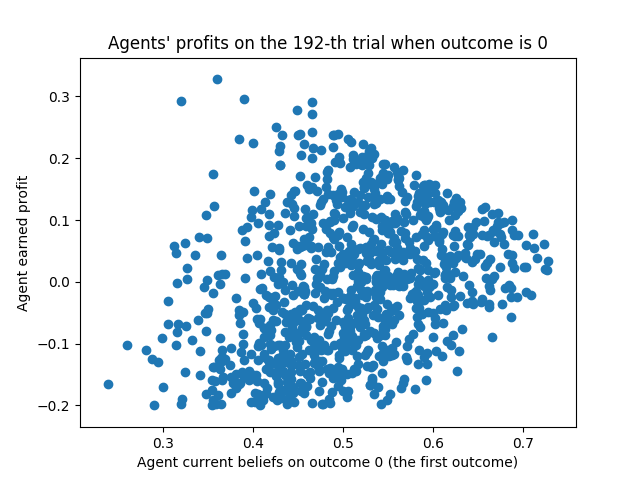 Agents' profits on the 192-th trial when outcome is 0
Agent earned profit
0.3
0.2
0.1
0.0
−0.1
−0.2
0.3 0.4 0.5 0.6 0.7
Agent current beliefs on outcome 0 (the first outcome)